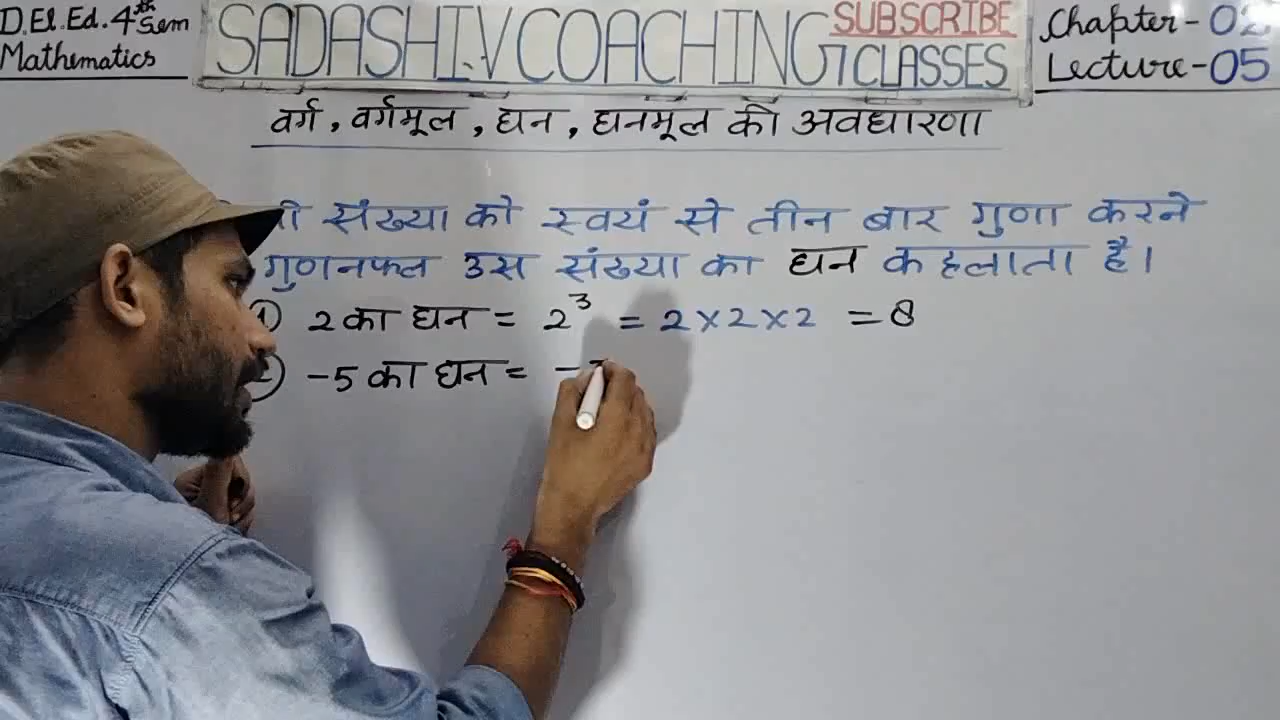 D.El.Ed. 4th Sem
Mathematics
SADASHIV COACHING CLASSES
SUBSCRIBE
Chapter - 02
Lecture - 05
वर्ग, वर्गमूल, घन, घनमूल की अवधारणा
संख्या को स्वयं से तीन बार गुणा करने
गुणनफल उस संख्या का घन कहलाता है।
① 2 का घन = 2³ = 2×2×2 = 8
-5 का घन = -